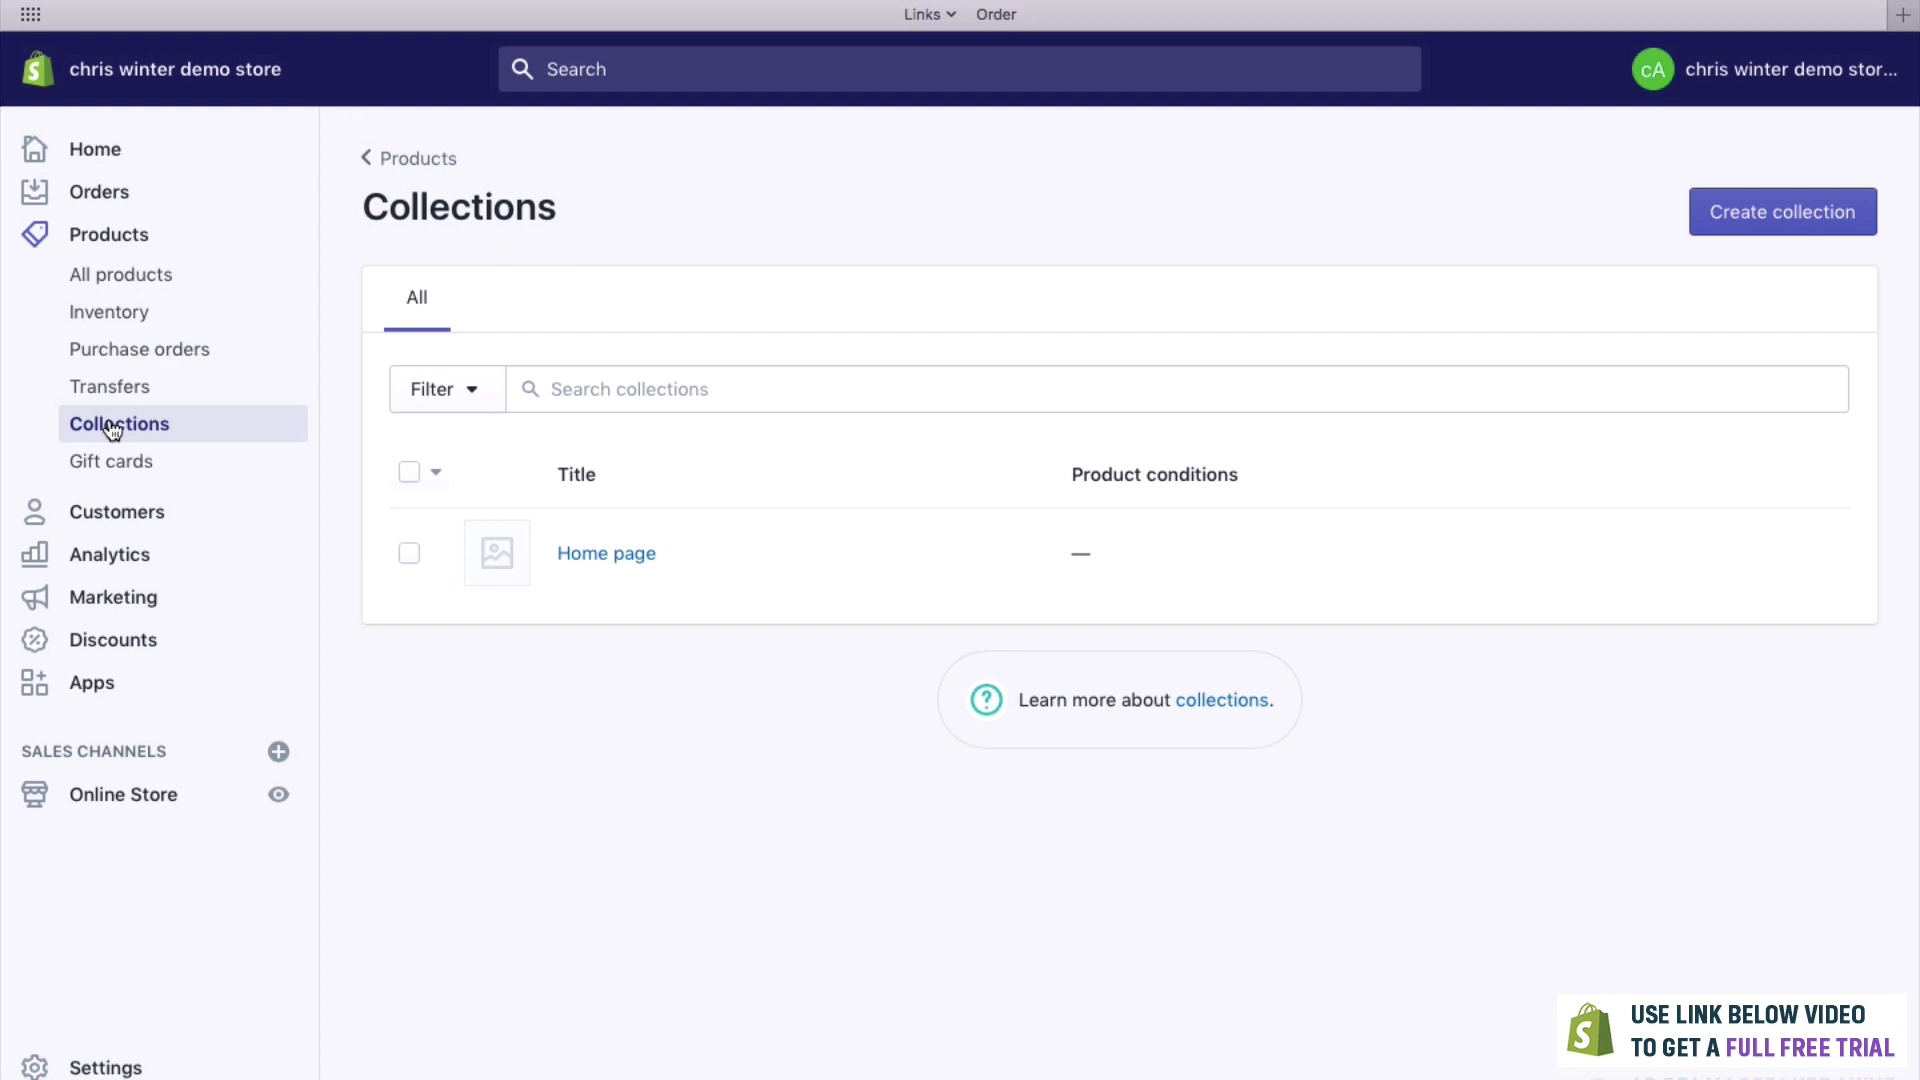 Links Order
chris winter demo store
Search
cA chris winter demo stor...
Home
Orders
Products
All products
Inventory
Purchase orders
Transfers
Collections
Gift cards
Customers
Analytics
Marketing
Discounts
Apps
SALES CHANNELS
Online Store
Settings
Products
Collections
Create collection
All
Filter
Search collections
Title Product conditions
Home page —
Learn more about collections.
USE LINK BELOW VIDEO
TO GET A FULL FREE TRIAL